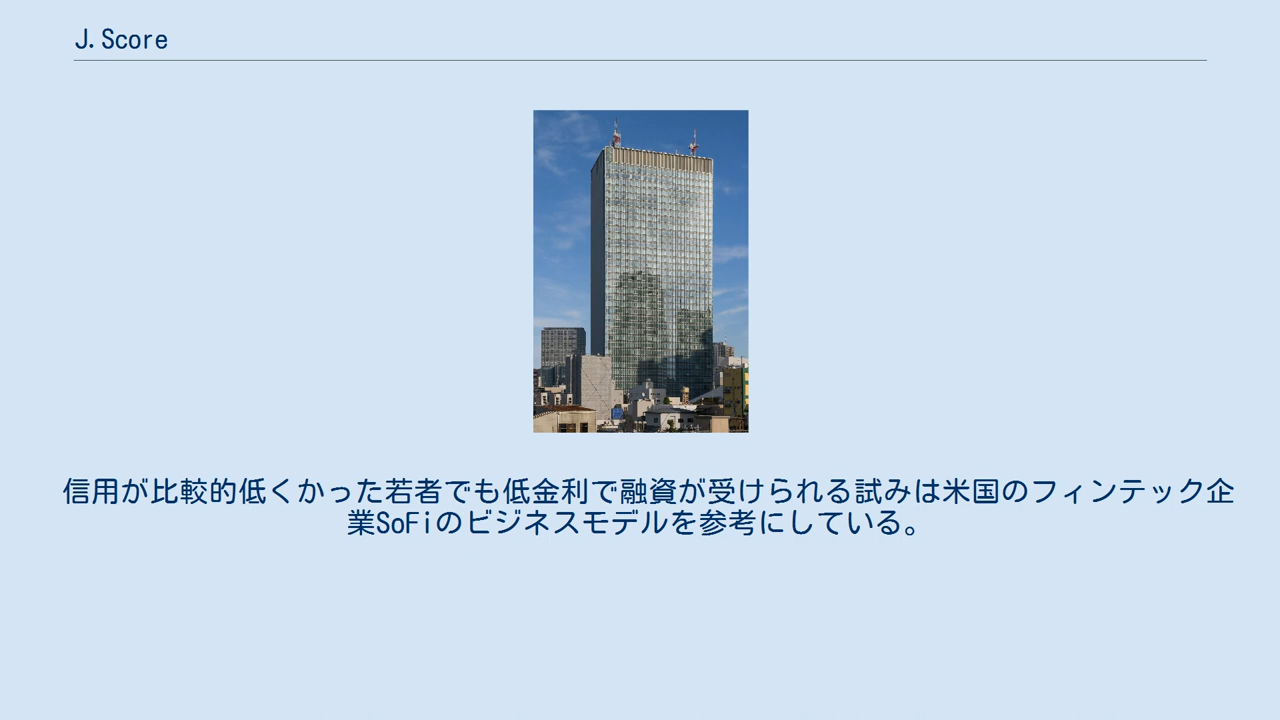 J.Score
信用が比較的低くかった若者でも低金利で融資が受けられる試みは米国のフィンテック企
業SoFiのビジネスモデルを参考にしている。